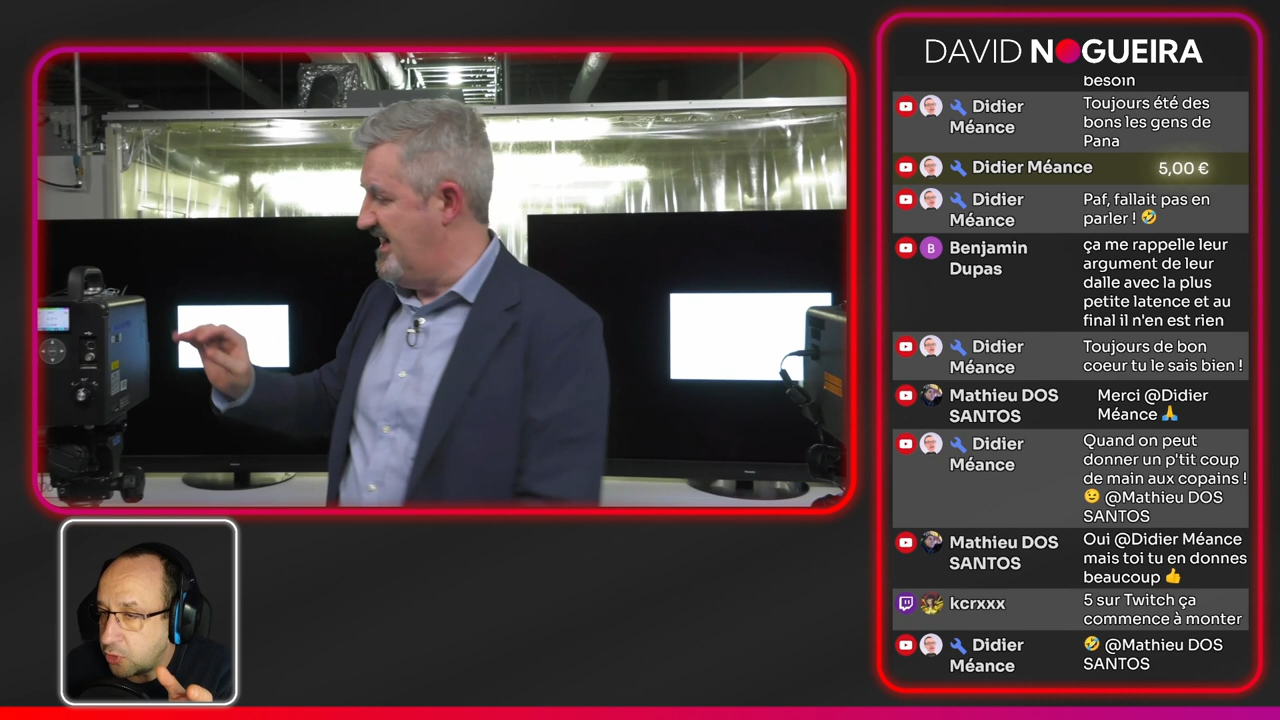 DAVID NOGUEIRA
besoin
Didier
Méance
Toujours été des
bons les gens de
Pana
Didier Méance
5,00 €
Didier
Méance
Paf, fallait pas en
parler ! 🤣
B
Benjamin
Dupas
ça me rappelle leur
argument de leur
dalle avec la plus
petite latence et au
final il n'en est rien
Didier
Méance
Toujours de bon
coeur tu le sais bien !
Mathieu DOS
SANTOS
Merci @Didier
Méance 🙏
Didier
Méance
Quand on peut
donner un p'tit coup
de main aux copains !
😉 @Mathieu DOS
SANTOS
Mathieu DOS
SANTOS
Oui @Didier Méance
mais toi tu en donnes
beaucoup 👍
kcrxxx
5 sur Twitch ça
commence à monter
Didier
Méance
🤣 @Mathieu DOS
SANTOS